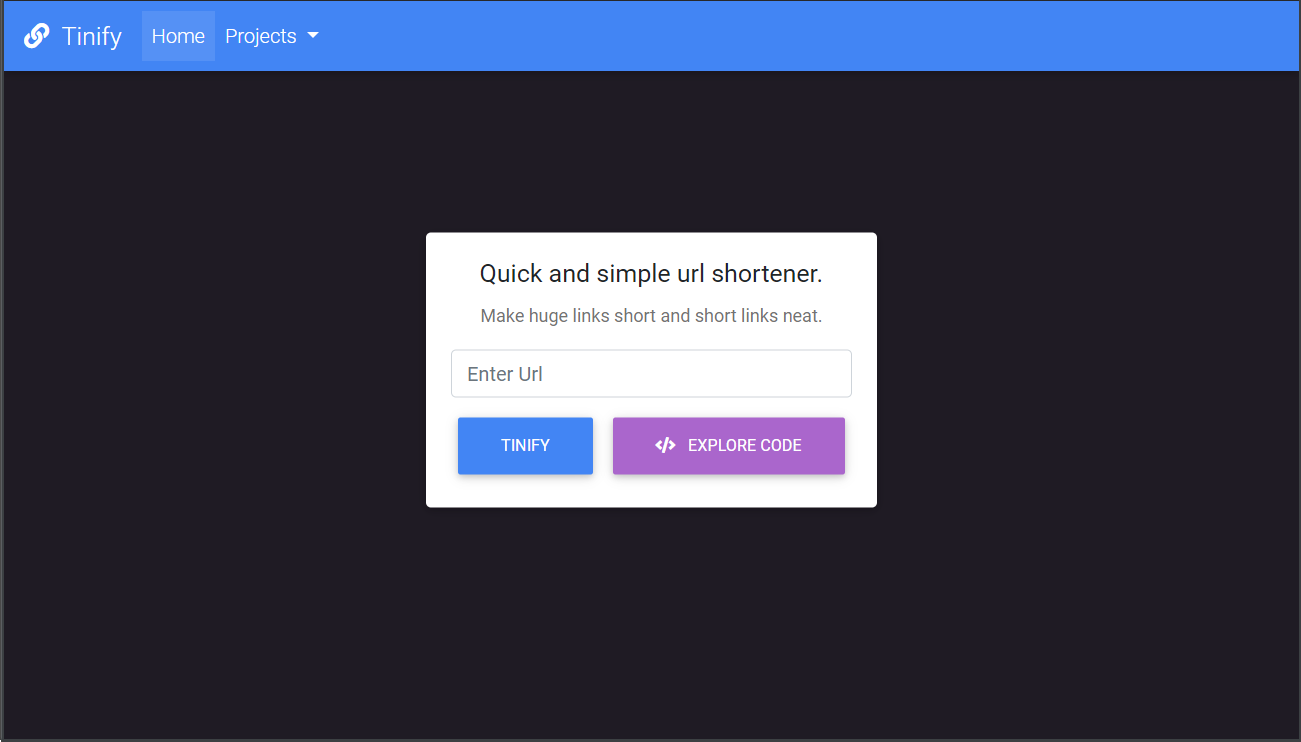 Tinify Home Projects
Quick and simple url shortener.
Make huge links short and short links neat.
Enter Url
TINIFY EXPLORE CODE